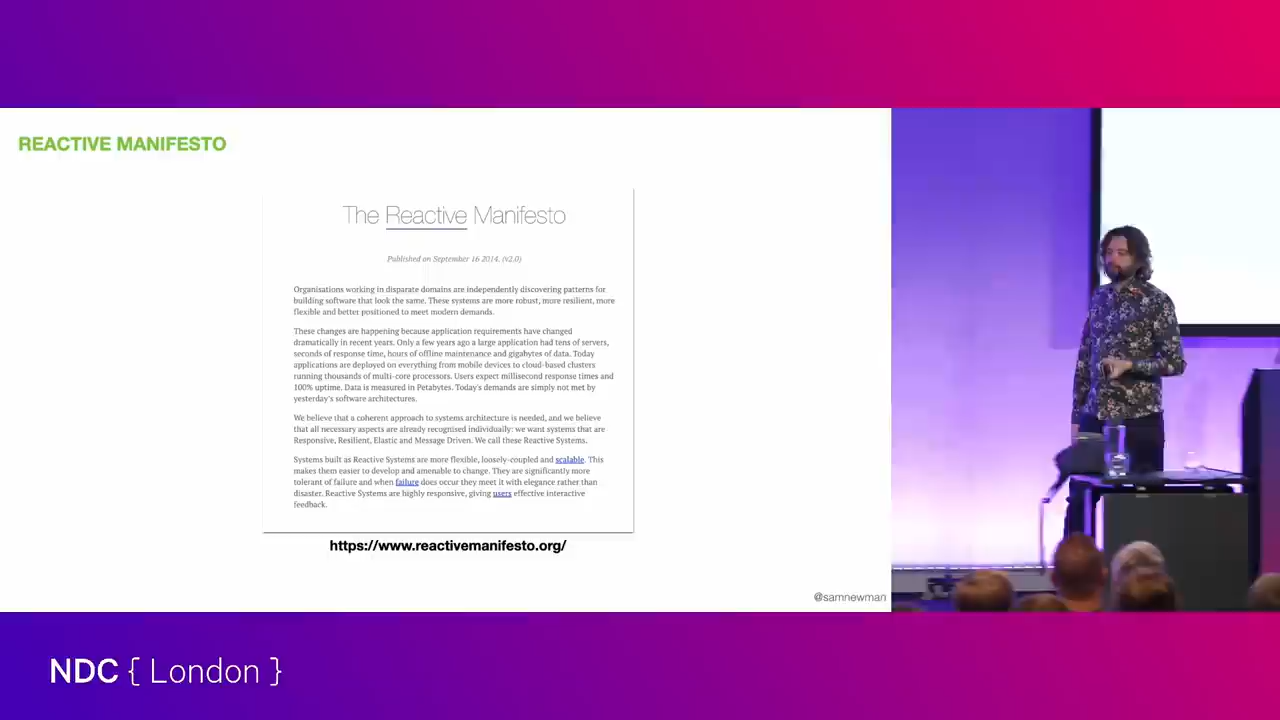 REACTIVE MANIFESTO
The Reactive Manifesto
Published on September 16 2014. (v2.0)
Organisations working in disparate domains are independently discovering patterns for
building software that look the same. These systems are more robust, more resilient, more
flexible and better positioned to meet modern demands.
These changes are happening because application requirements have changed
dramatically in recent years. Only a few years ago a large application had tens of servers,
seconds of response time, hours of offline maintenance and gigabytes of data. Today
applications are deployed on everything from mobile devices to cloud-based clusters
running thousands of multi-core processors. Users expect millisecond response times and
100% uptime. Data is measured in Petabytes. Today's demands are simply not met by
yesterday's software architectures.
We believe that a coherent approach to systems architecture is needed, and we believe
that all necessary aspects are already recognised individually: we want systems that are
Responsive, Resilient, Elastic and Message Driven. We call these Reactive Systems.
Systems built as Reactive Systems are more flexible, loosely-coupled and scalable. This
makes them easier to develop and amenable to change. They are significantly more
tolerant of failure and when failure does occur they meet it with elegance rather than
disaster. Reactive Systems are highly responsive, giving users effective interactive
feedback.
https://www.reactivemanifesto.org/
@samnewman
NDC { London }